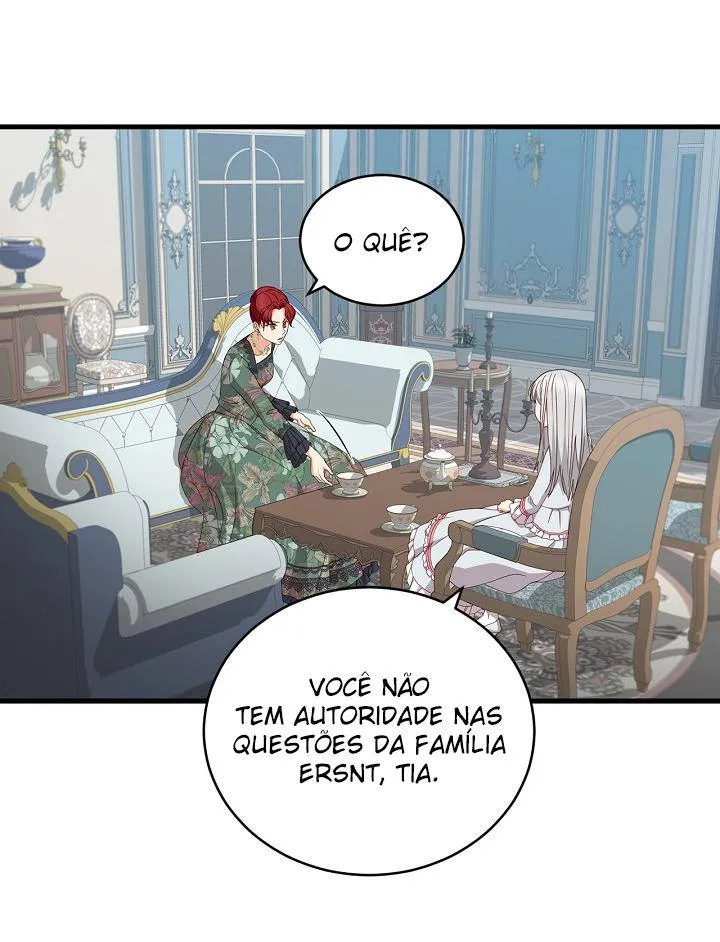 O QUÊ?
VOCÊ NÃO
TEM AUTORIDADE NAS
QUESTÕES DA FAMÍLIA
ERSNT, TIA.